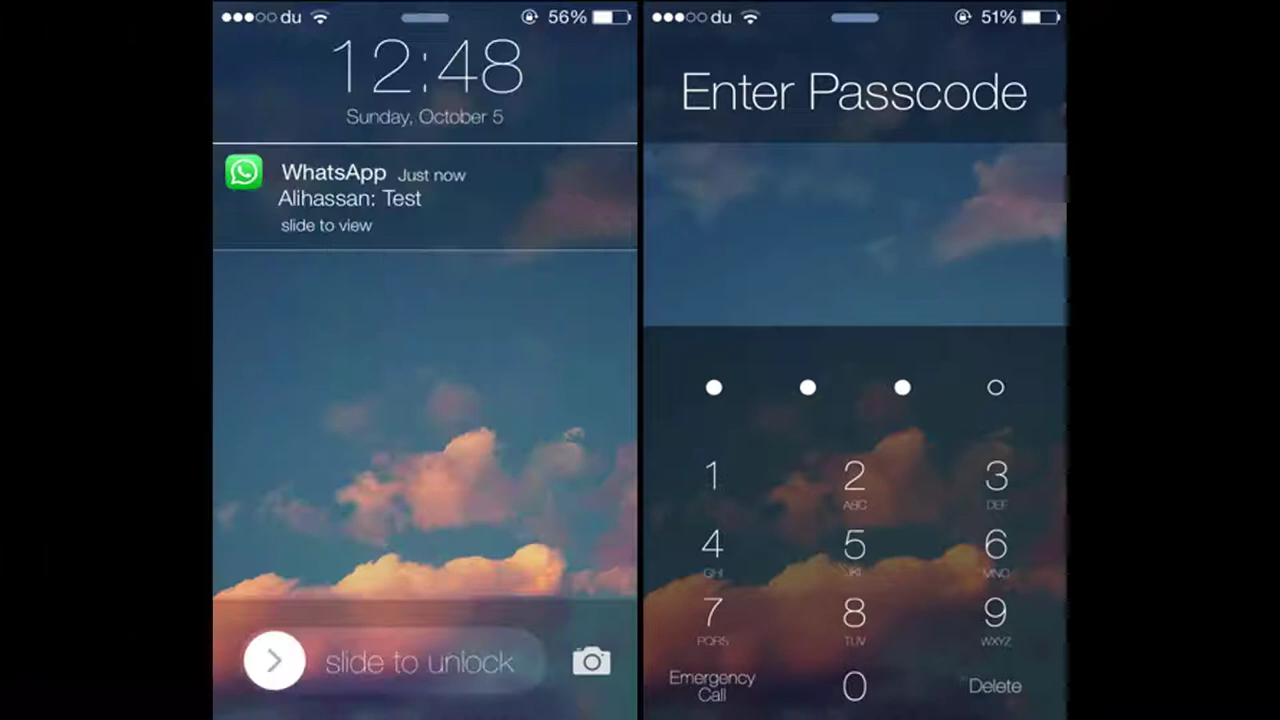 du
56%
12:48
Sunday, October 5
WhatsApp Just now
Alihassan: Test
slide to view
slide to unlock
du
51%
Enter Passcode
1
2
ABC
3
DEF
4
GHI
5
JKL
6
MNO
7
PQRS
8
TUV
9
WXYZ
Emergency
Call
0
Delete